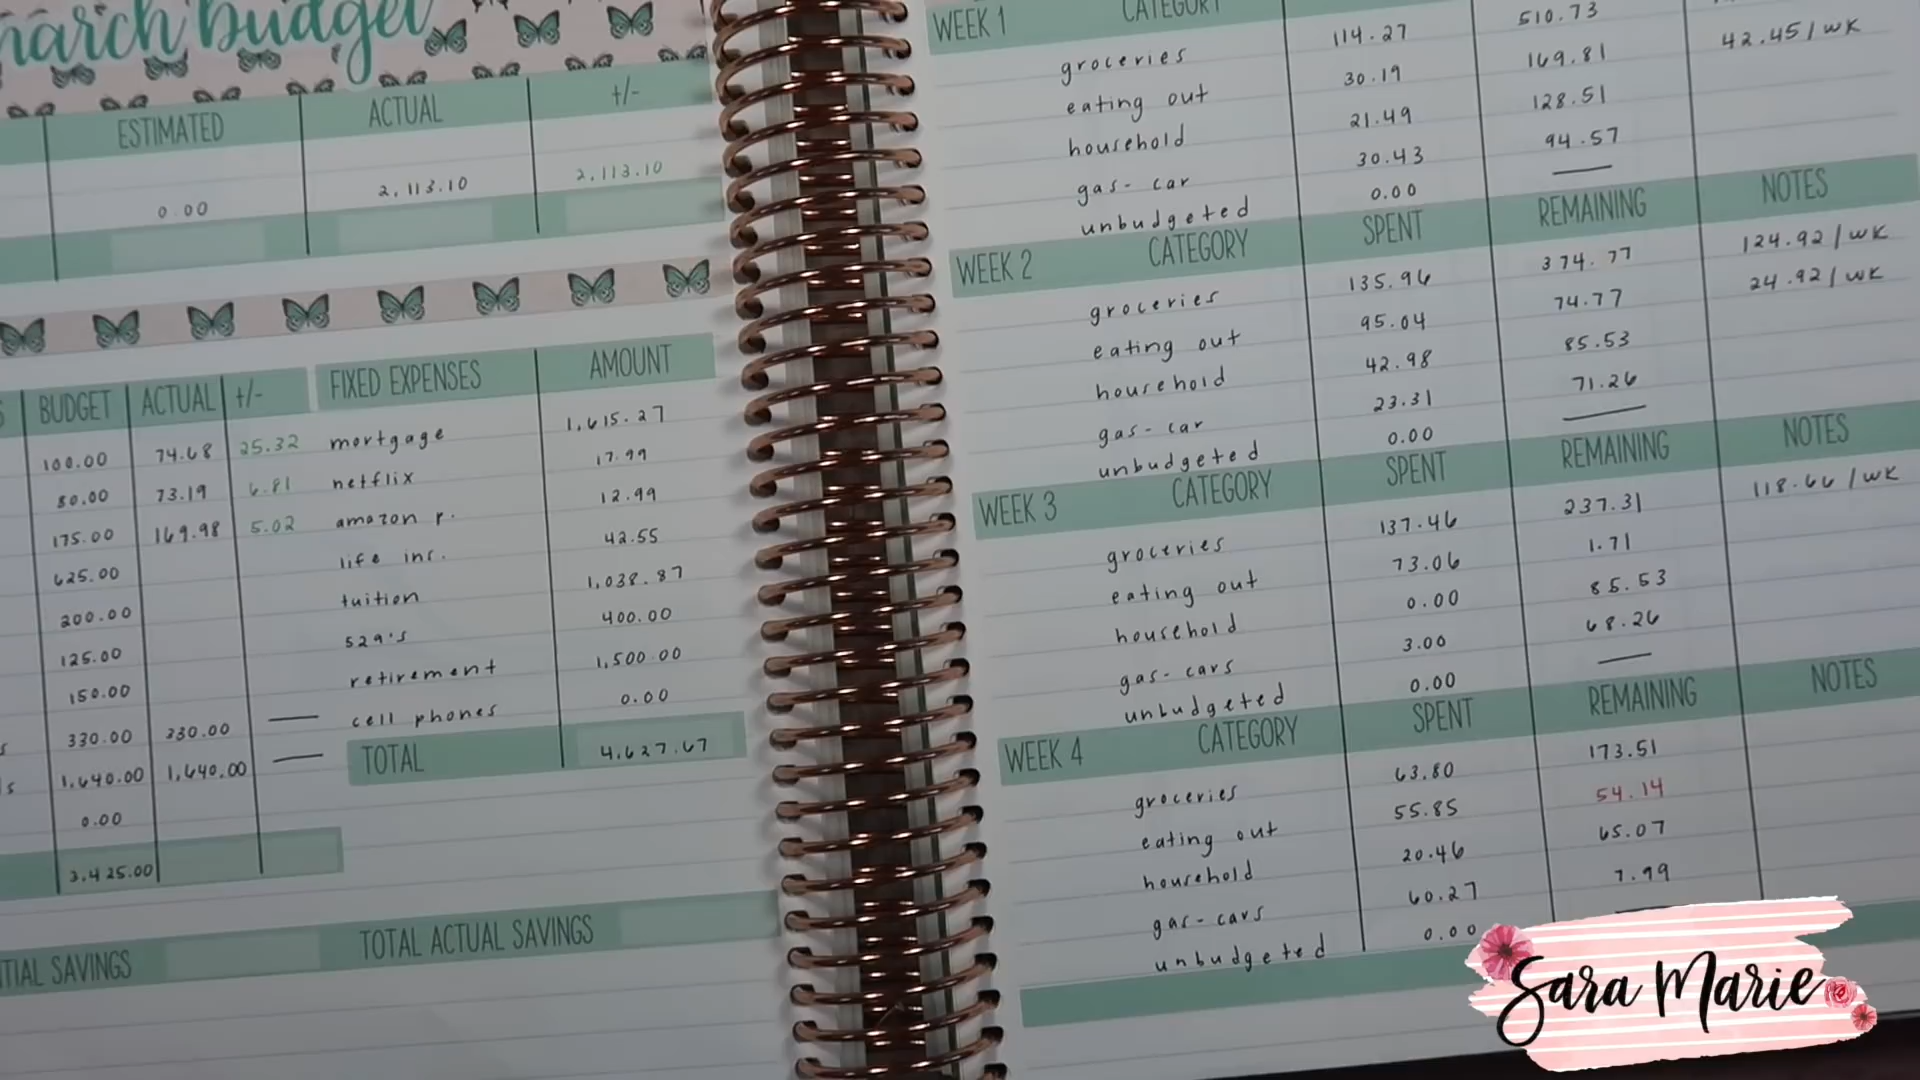 march budget
ESTIMATED ACTUAL +/-
0.00 2,113.10 2,113.10
BUDGET ACTUAL +/- FIXED EXPENSES AMOUNT
100.00 74.68 25.32 mortgage 1,615.27
80.00 73.19 6.81 netflix 17.99
175.00 169.98 5.02 amazon p. 12.99
625.00 life inc. 42.55
200.00 tuition 1,038.87
125.00 529's 400.00
150.00 retirement 1,500.00
s 330.00 330.00 — cell phones 0.00
s 1,640.00 1,640.00 — TOTAL 4,627.67
0.00
3,425.00
TIAL SAVINGS TOTAL ACTUAL SAVINGS
WEEK 1 CATEGORY
groceries 114.27 510.73
eating out 30.19 169.81 42.45/wk
household 21.49 128.51
gas-car 30.43 94.57
unbudgeted 0.00 —
WEEK 2 CATEGORY SPENT REMAINING NOTES
groceries 135.96 374.77 124.92/wk
eating out 95.04 74.77 24.92/wk
household 42.98 85.53
gas-car 23.31 71.26
unbudgeted 0.00 —
WEEK 3 CATEGORY SPENT REMAINING NOTES
groceries 137.46 237.31 118.66/wk
eating out 73.06 1.71
household 0.00 85.53
gas-cars 3.00 68.26
unbudgeted 0.00 —
WEEK 4 CATEGORY SPENT REMAINING NOTES
groceries 63.80 173.51
eating out 55.85 54.14
household 20.46 65.07
gas-cars 60.27 7.99
unbudgeted 0.00
Sara Marie